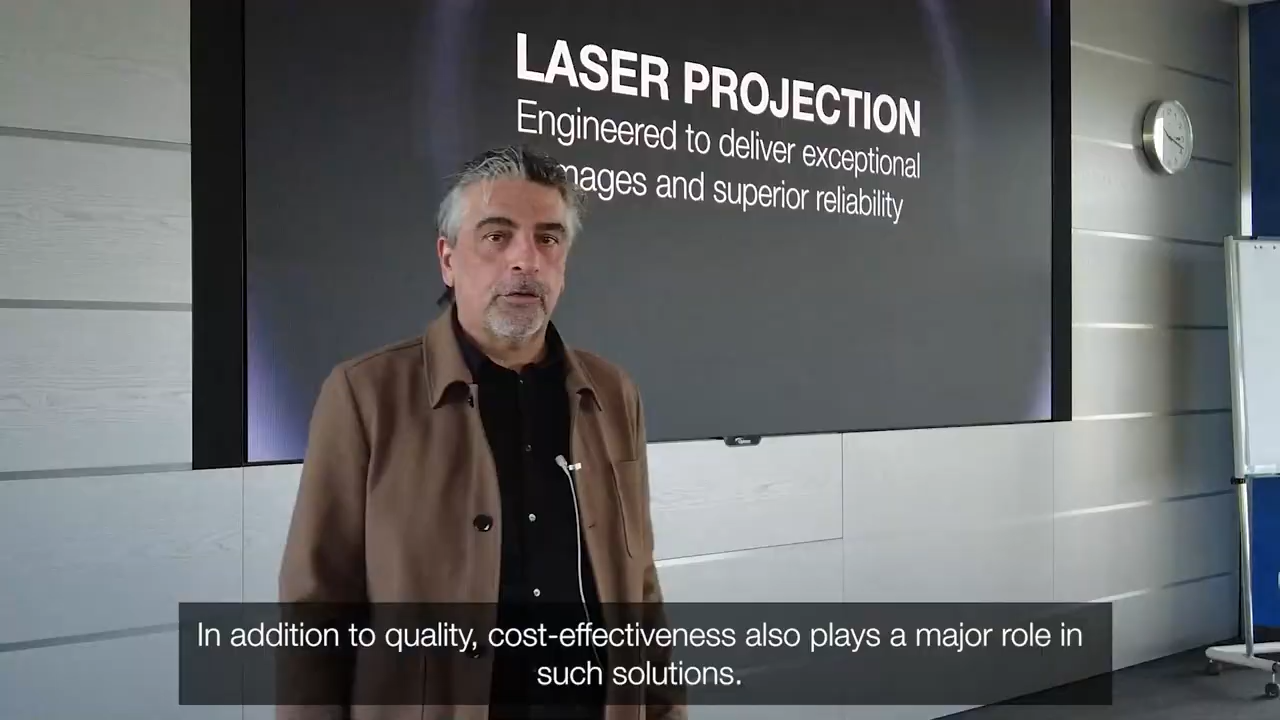 LASER PROJECTION
Engineered to deliver exceptional
mages and superior reliability
In addition to quality, cost-effectiveness also plays a major role in
such solutions.